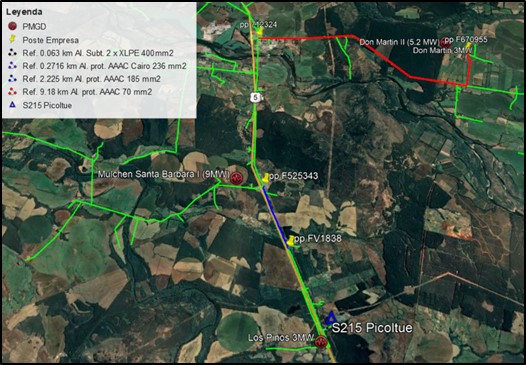 Leyenda
PMGD
Poste Empresa
Ref. 0.063 km Al. Subt. 2 x XLPE 400mm2
Ref. 0.2716 km Al. prot. AAAC Cairo 236 mm2
Ref. 2.225 km Al. prot. AAAC 185 mm2
Ref. 9.18 km Al. prot. AAAC 70 mm2
S215 Picoltue
Don Martin II (5.2 MW)
pp F670955
Don Martin 3MW
5
Mulchen Santa Barbara I (9MW)
pp.F525343
pp.FV1838
S215 Picoltue
Los Pinos 3MW